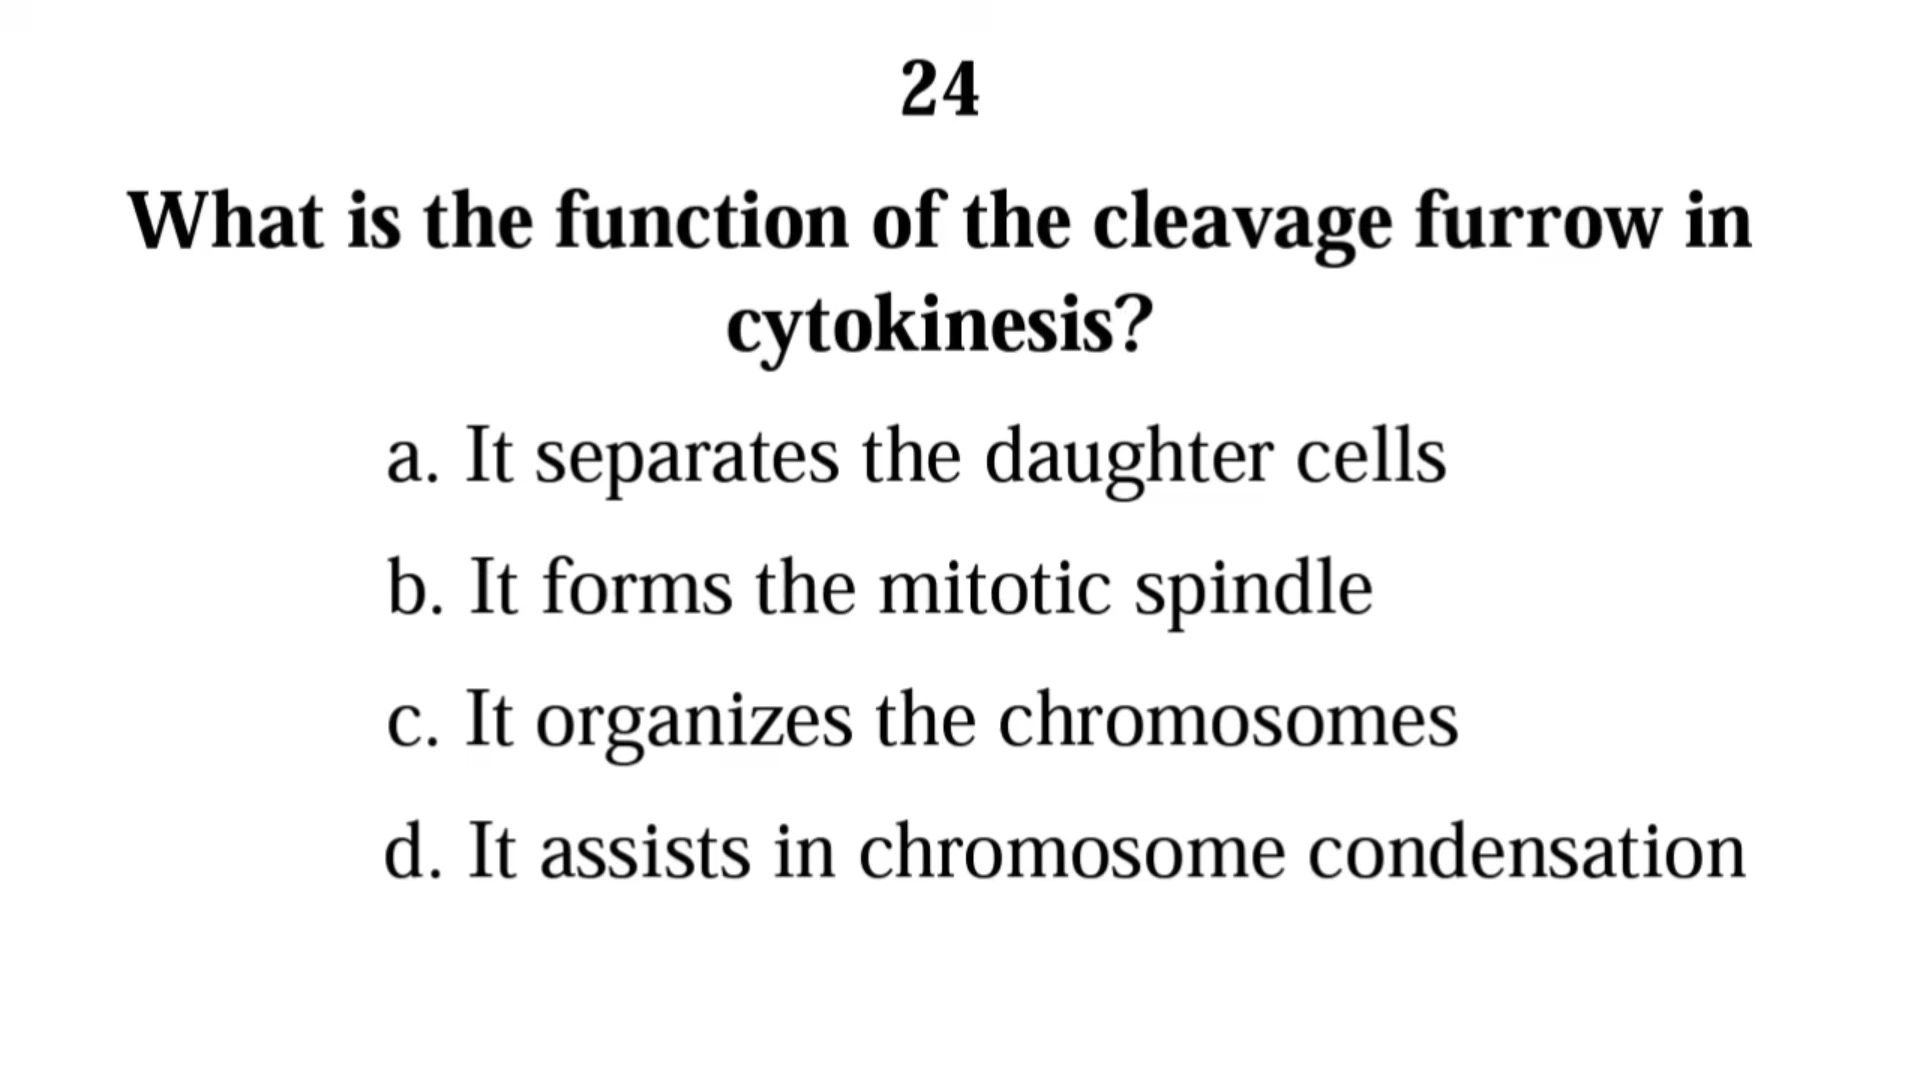 24
What is the function of the cleavage furrow in
cytokinesis?
a. It separates the daughter cells
b. It forms the mitotic spindle
c. It organizes the chromosomes
d. It assists in chromosome condensation